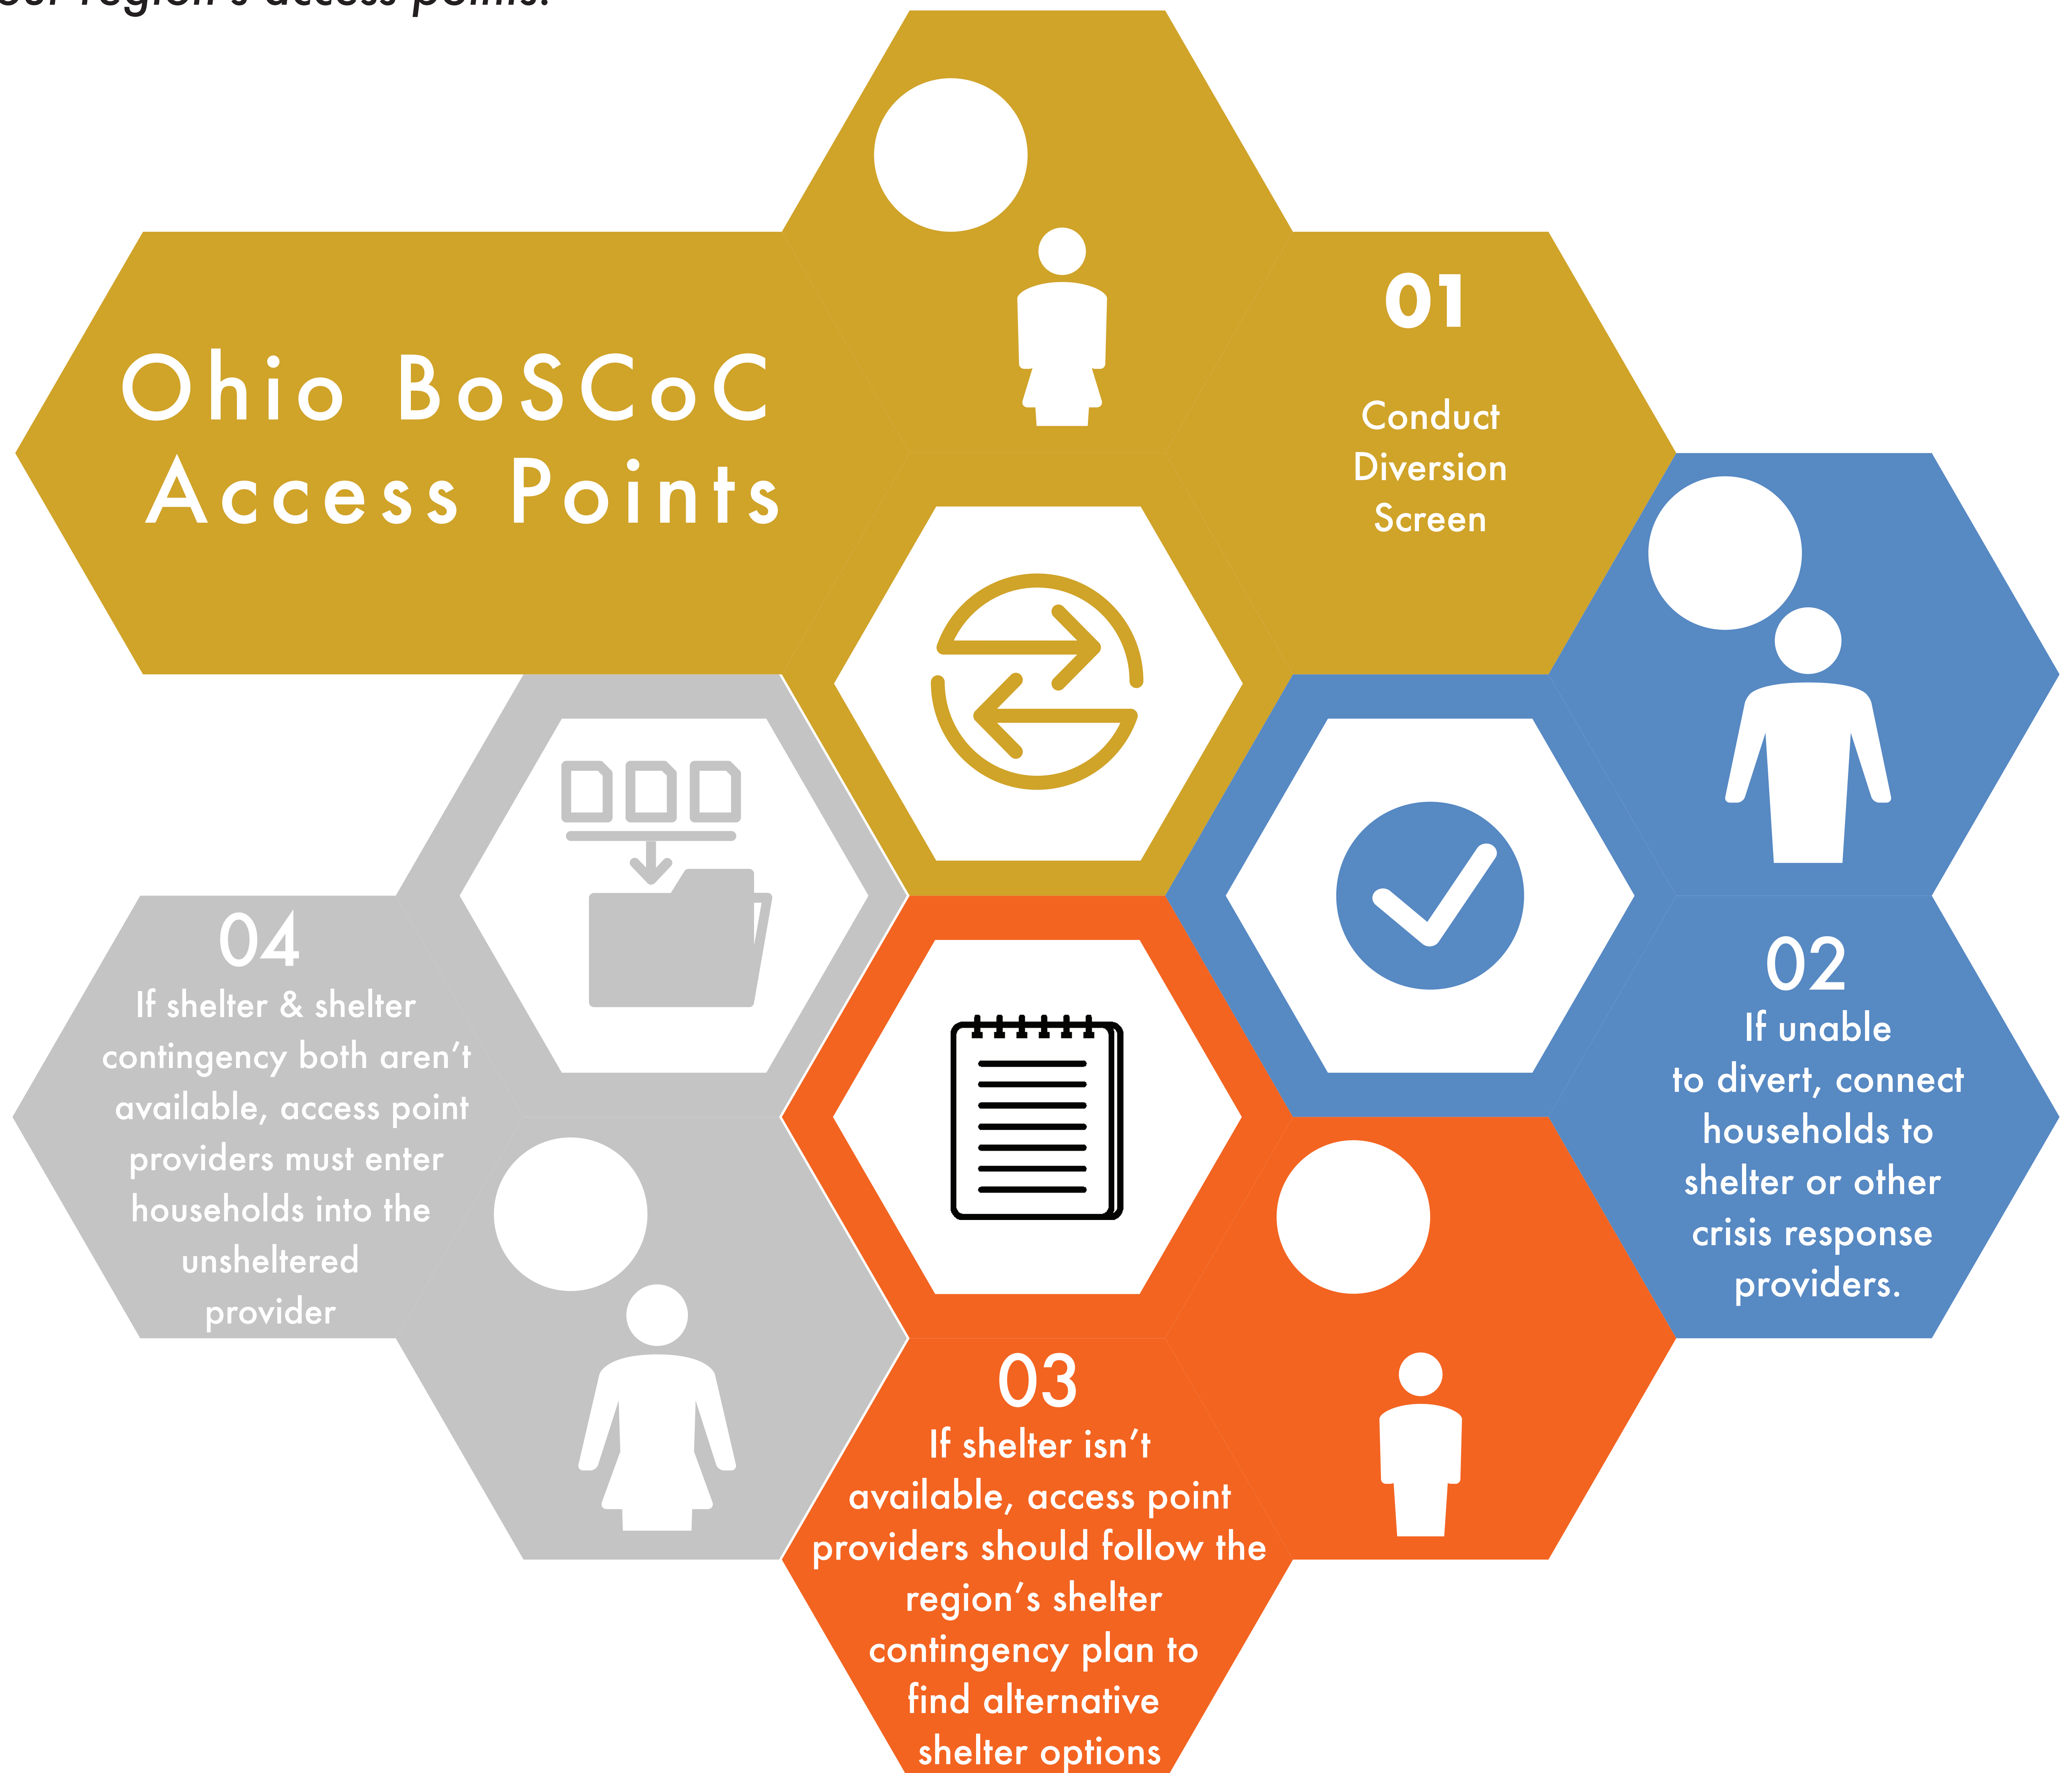 region's access points.
Ohio BoSCoC
Access Points
01
Conduct
Diversion
Screen
02
If unable
to divert, connect
households to
shelter or other
crisis response
providers.
03
If shelter isn't
available, access point
providers should follow the
region's shelter
contingency plan to
find alternative
shelter options
04
If shelter & shelter
contingency both aren't
available, access point
providers must enter
households into the
unsheltered
provider